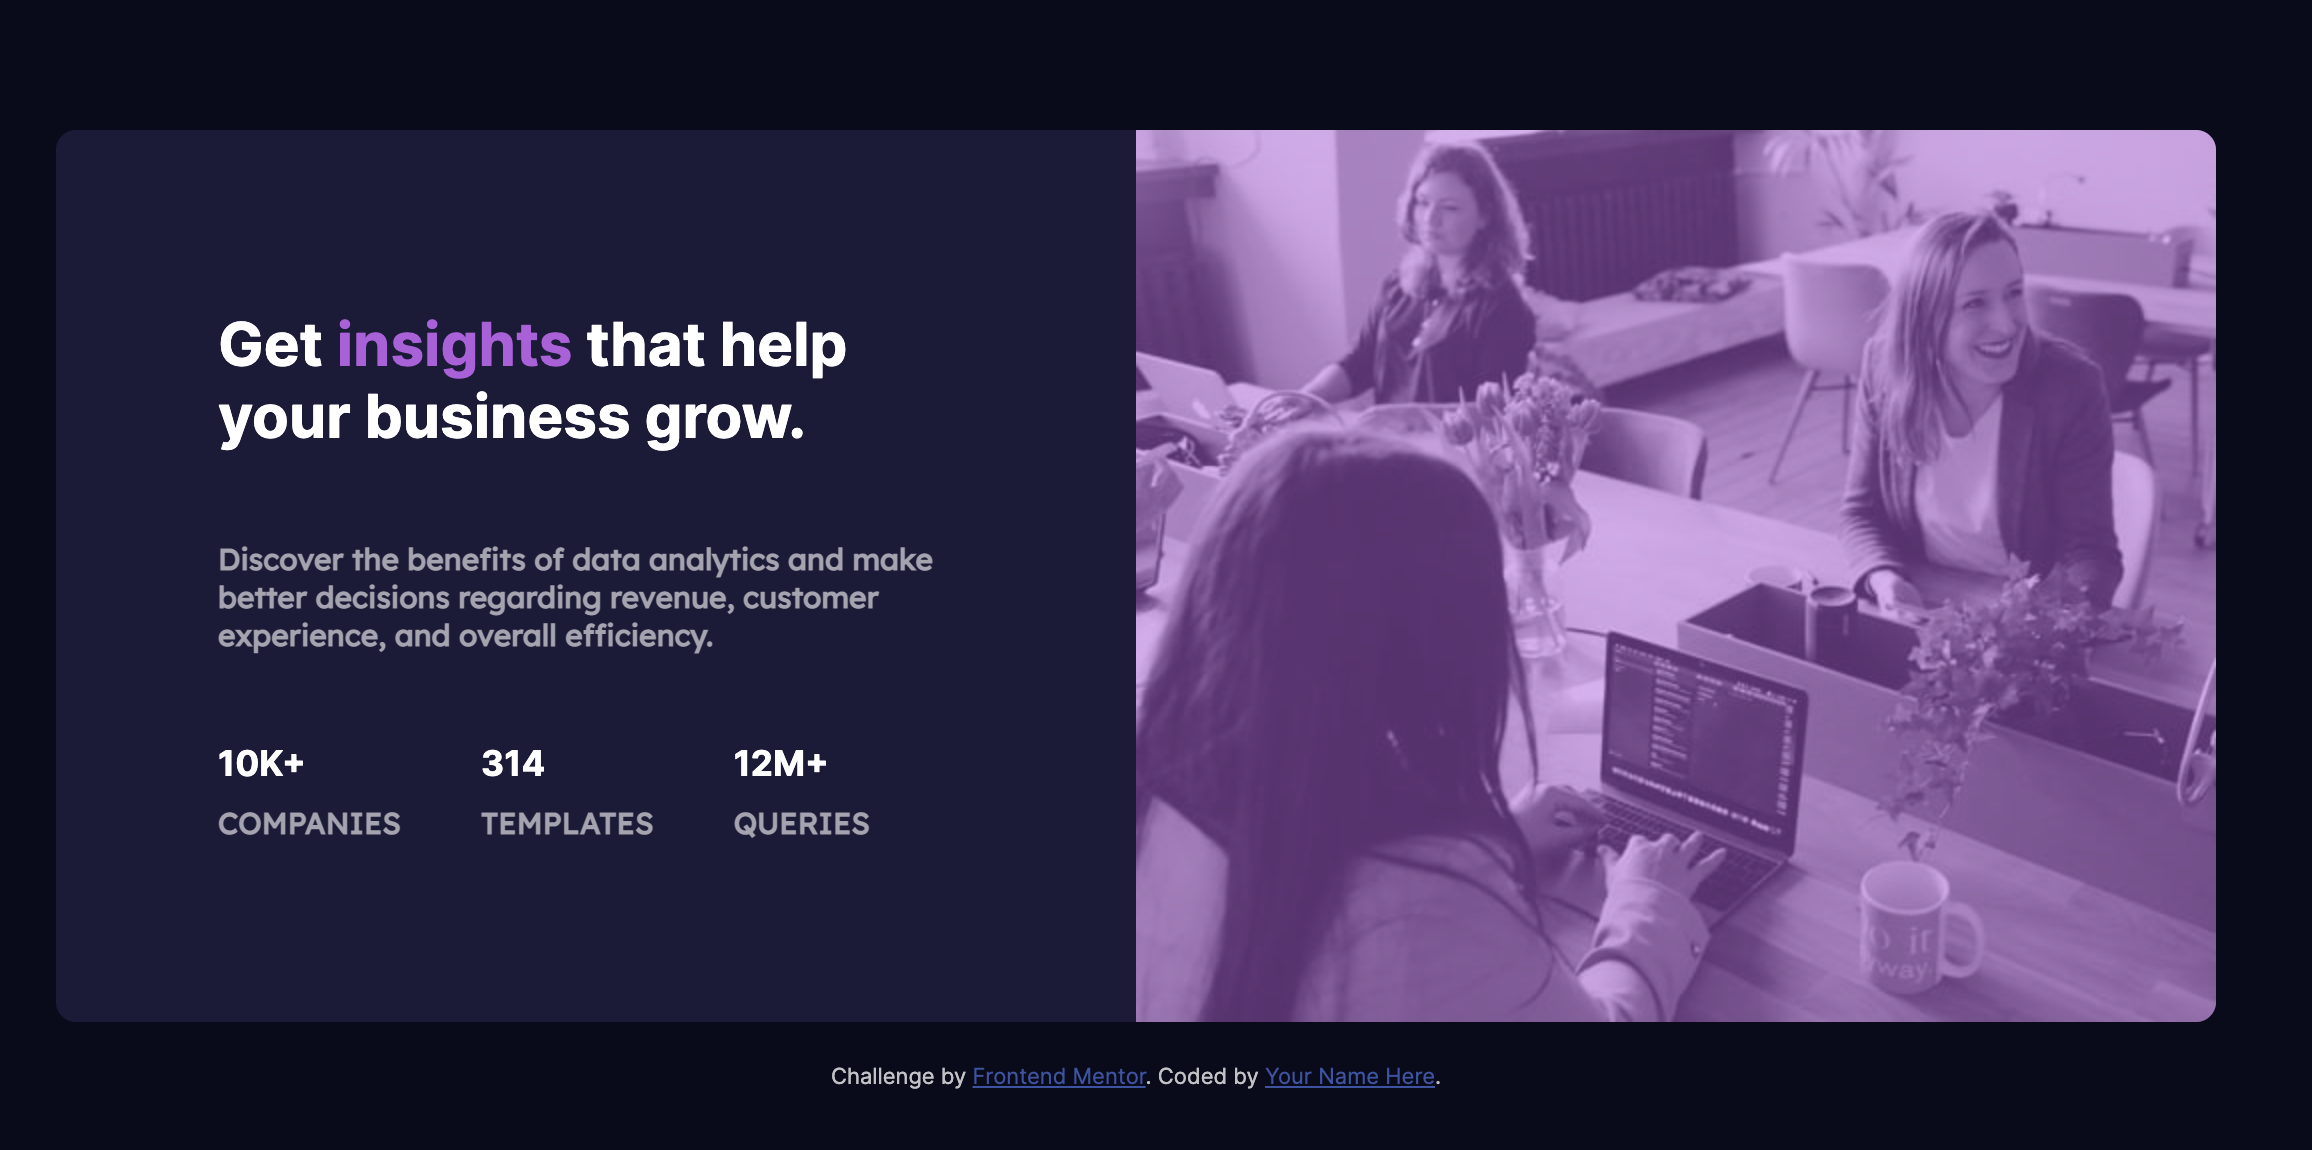 Get insights that help
your business grow.
Discover the benefits of data analytics and make
better decisions regarding revenue, customer
experience, and overall efficiency.
10K+ 314 12M+
COMPANIES TEMPLATES QUERIES
Challenge by Frontend Mentor. Coded by Your Name Here.